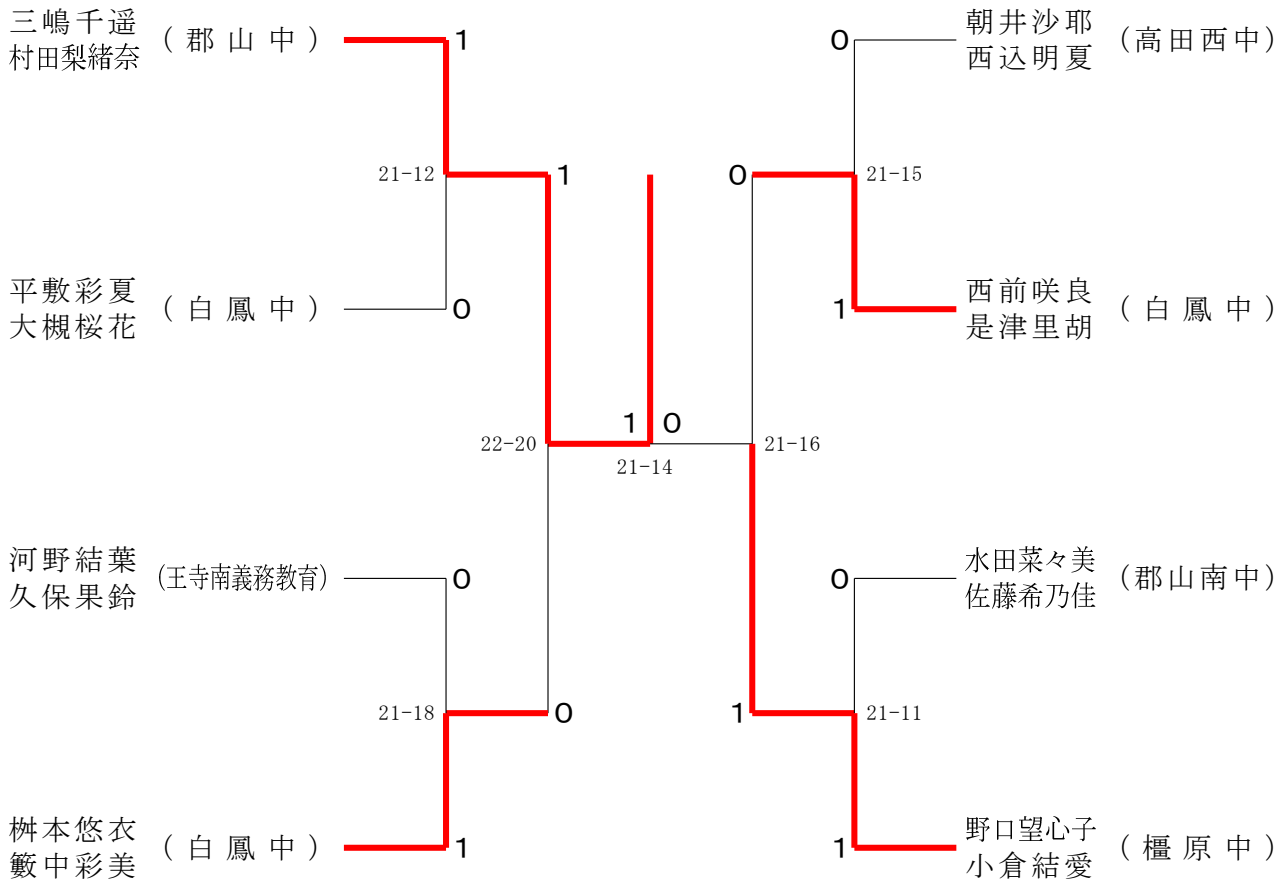 三嶋千遥
村田梨緒奈
(郡山中)
1
0
朝井沙耶
西込明夏
(高田西中)
21-12
1
0
21-15
平敷彩夏
大槻桜花
(白鳳中)
0
1
西前咲良
是津里胡
(白鳳中)
1 0
22-20
21-14
21-16
河野結葉
久保果鈴
(王寺南義務教育)
0
0
水田菜々美
佐藤希乃佳
(郡山南中)
21-18
0
1
21-11
桝本悠衣
籔中彩美
(白鳳中)
1
1
野口望心子
小倉結愛
(橿原中)